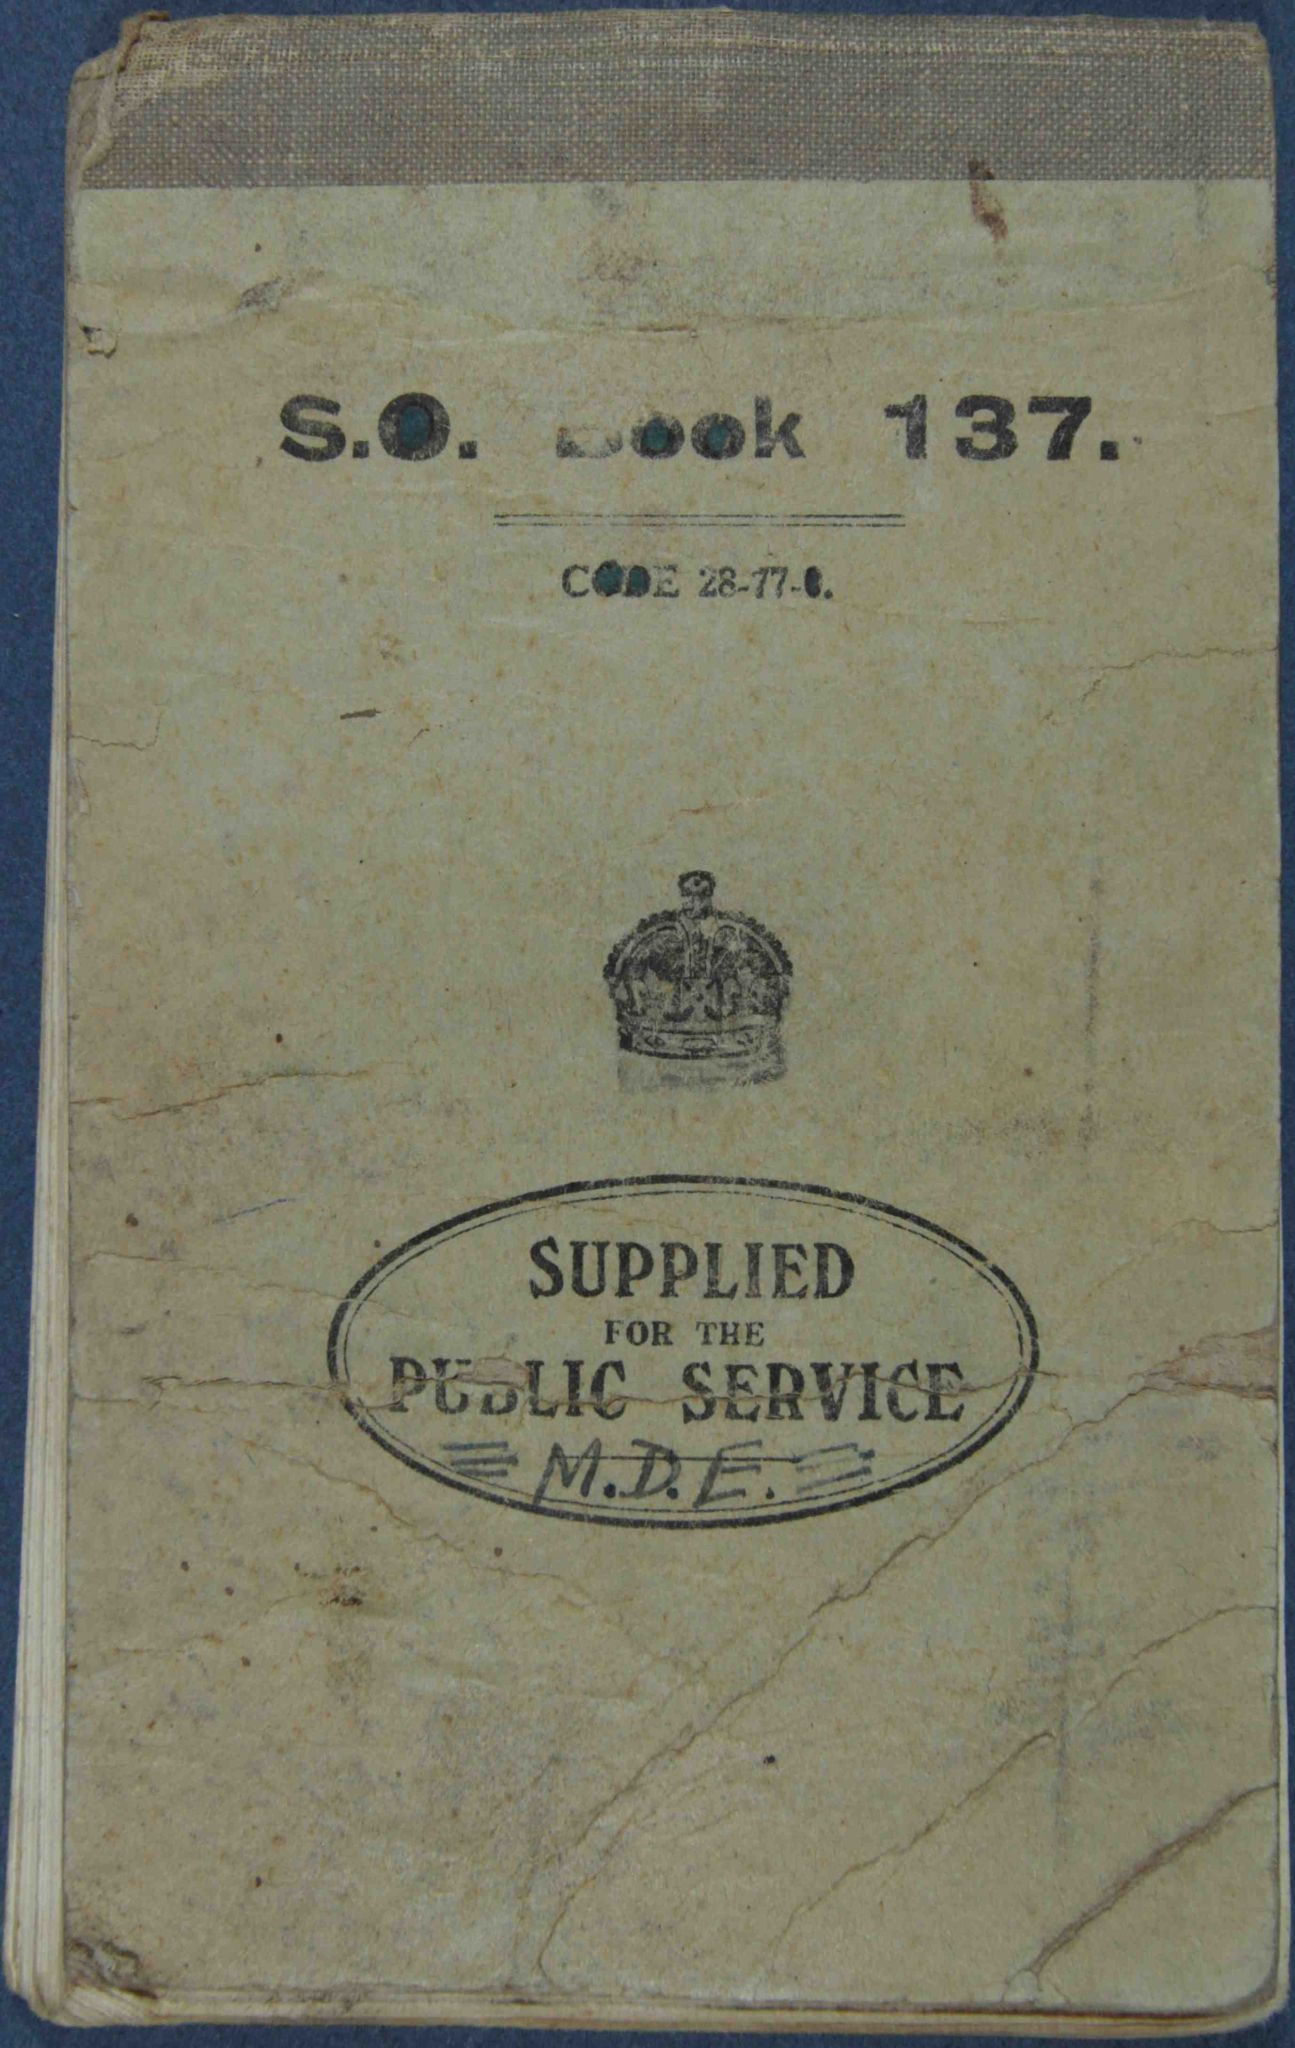 S.O. Book 137.
CODE 28-77-0.
SUPPLIED
FOR THE
PUBLIC SERVICE
M.D.E.